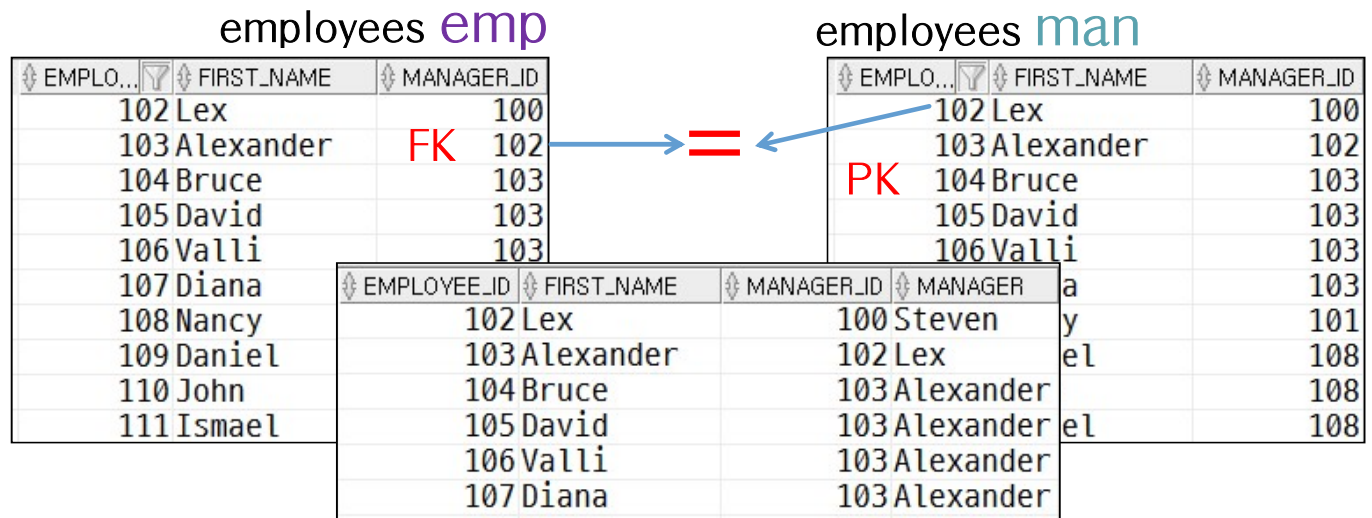 employees emp
EMPLO... FIRST_NAME MANAGER_ID
102 Lex 100
103 Alexander 102
104 Bruce 103
105 David 103
106 Valli 103
107 Diana
108 Nancy
109 Daniel
110 John
111 Ismael
FK
=
employees man
EMPLO... FIRST_NAME MANAGER_ID
102 Lex 100
103 Alexander 102
104 Bruce 103
105 David 103
106 Valli 103
a 103
y 101
el 108
108
el 108
PK
EMPLOYEE_ID FIRST_NAME MANAGER_ID MANAGER
102 Lex 100 Steven
103 Alexander 102 Lex
104 Bruce 103 Alexander
105 David 103 Alexander
106 Valli 103 Alexander
107 Diana 103 Alexander